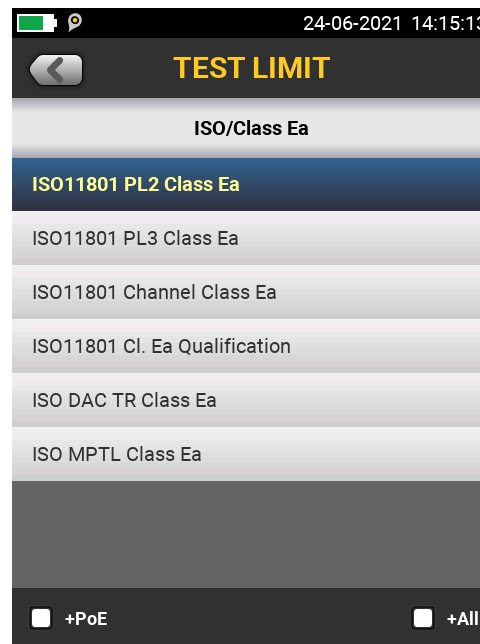 24-06-2021 14:15:13
TEST LIMIT
ISO/Class Ea
ISO11801 PL2 Class Ea
ISO11801 PL3 Class Ea
ISO11801 Channel Class Ea
ISO11801 Cl. Ea Qualification
ISO DAC TR Class Ea
ISO MPTL Class Ea
+PoE +All